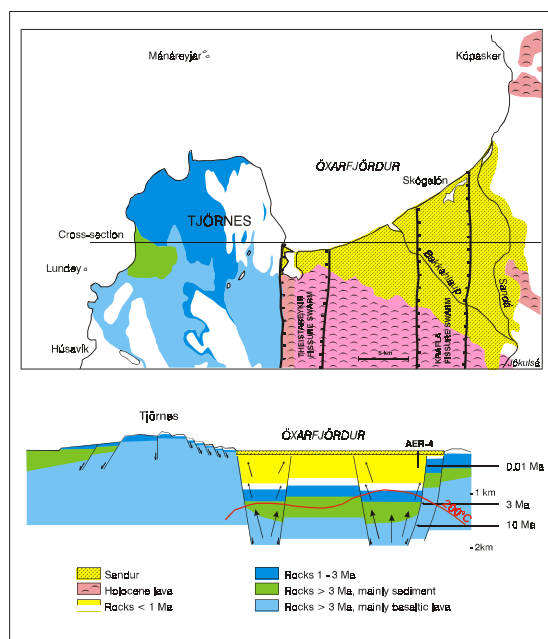 Mánáreyjar
Kópasker
ÖXARFJÖRDUR
Skógalón
TJÖRNES
Cross-section
Bakkahlaup
Lundey
Sandá
THEISTAREYKIR
FISSURE SWARM
KRAFLA
FISSURE SWARM
5 km
Húsavík
Jökulsá
Tjörnes
ÖXARFJÖRDUR
AER-4
0.01 Ma
1 km
200°C
3 Ma
10 Ma
2km
Sandur
Holocene lava
Rocks < 1 Ma
Rocks 1 - 3 Ma
Rocks > 3 Ma, mainly sediment
Rocks > 3 Ma, mainly basaltic lava